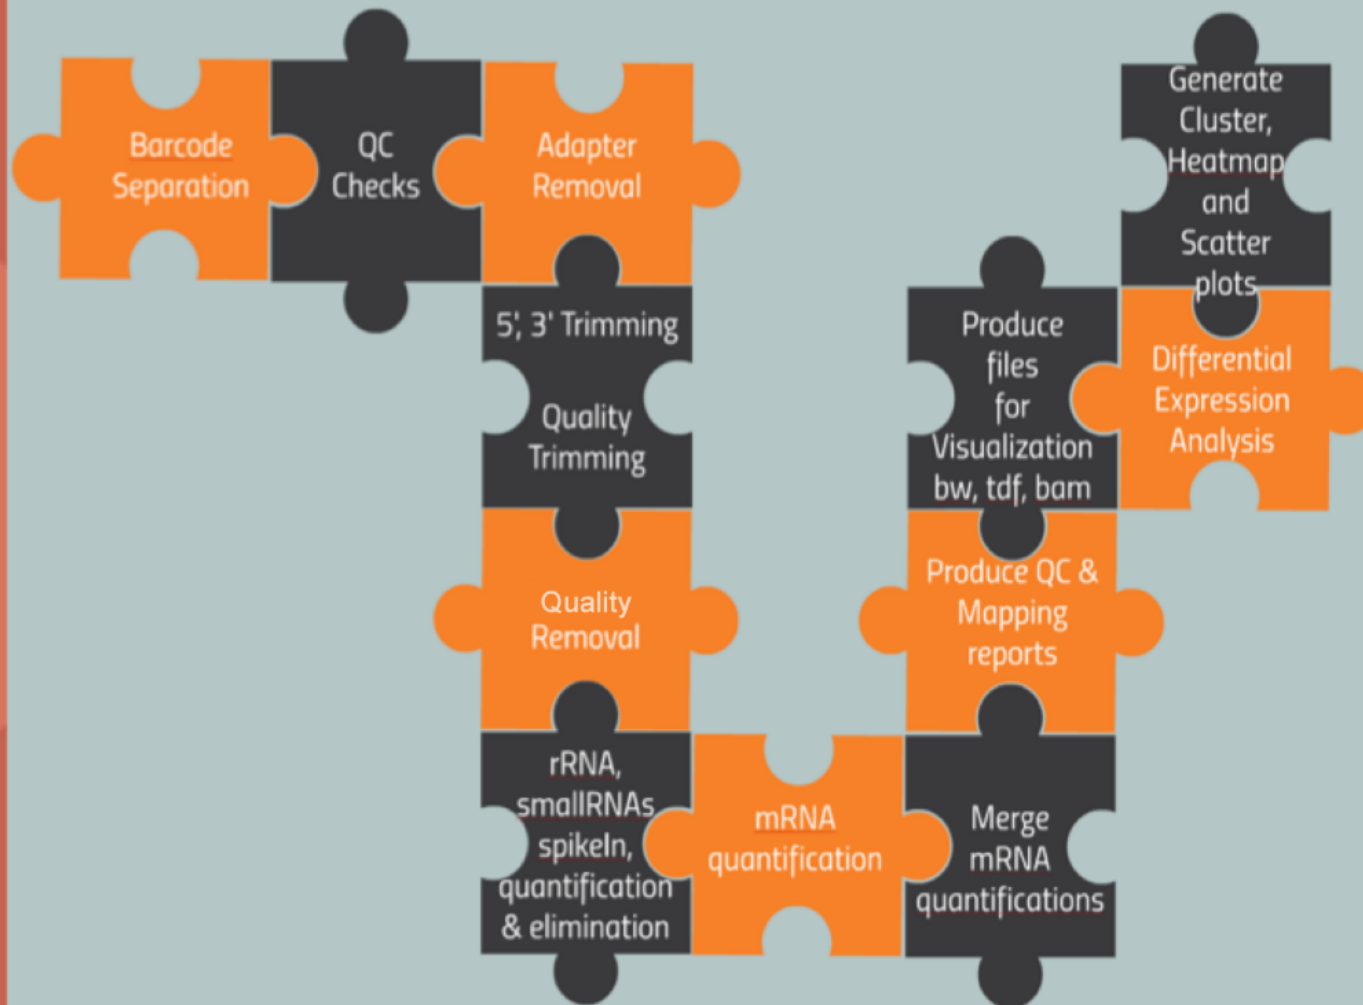 Barcode
Separation
QC
Checks
Adapter
Removal
5', 3' Trimming
Quality
Trimming
Quality
Removal
rRNA,
smallRNAs
spikeIn,
quantification
& elimination
mRNA
quantification
Merge
mRNA
quantifications
Produce QC &
Mapping
reports
Produce
files
for
Visualization
bw, tdf, bam
Differential
Expression
Analysis
Generate
Cluster,
Heatmap
and
Scatter
plots